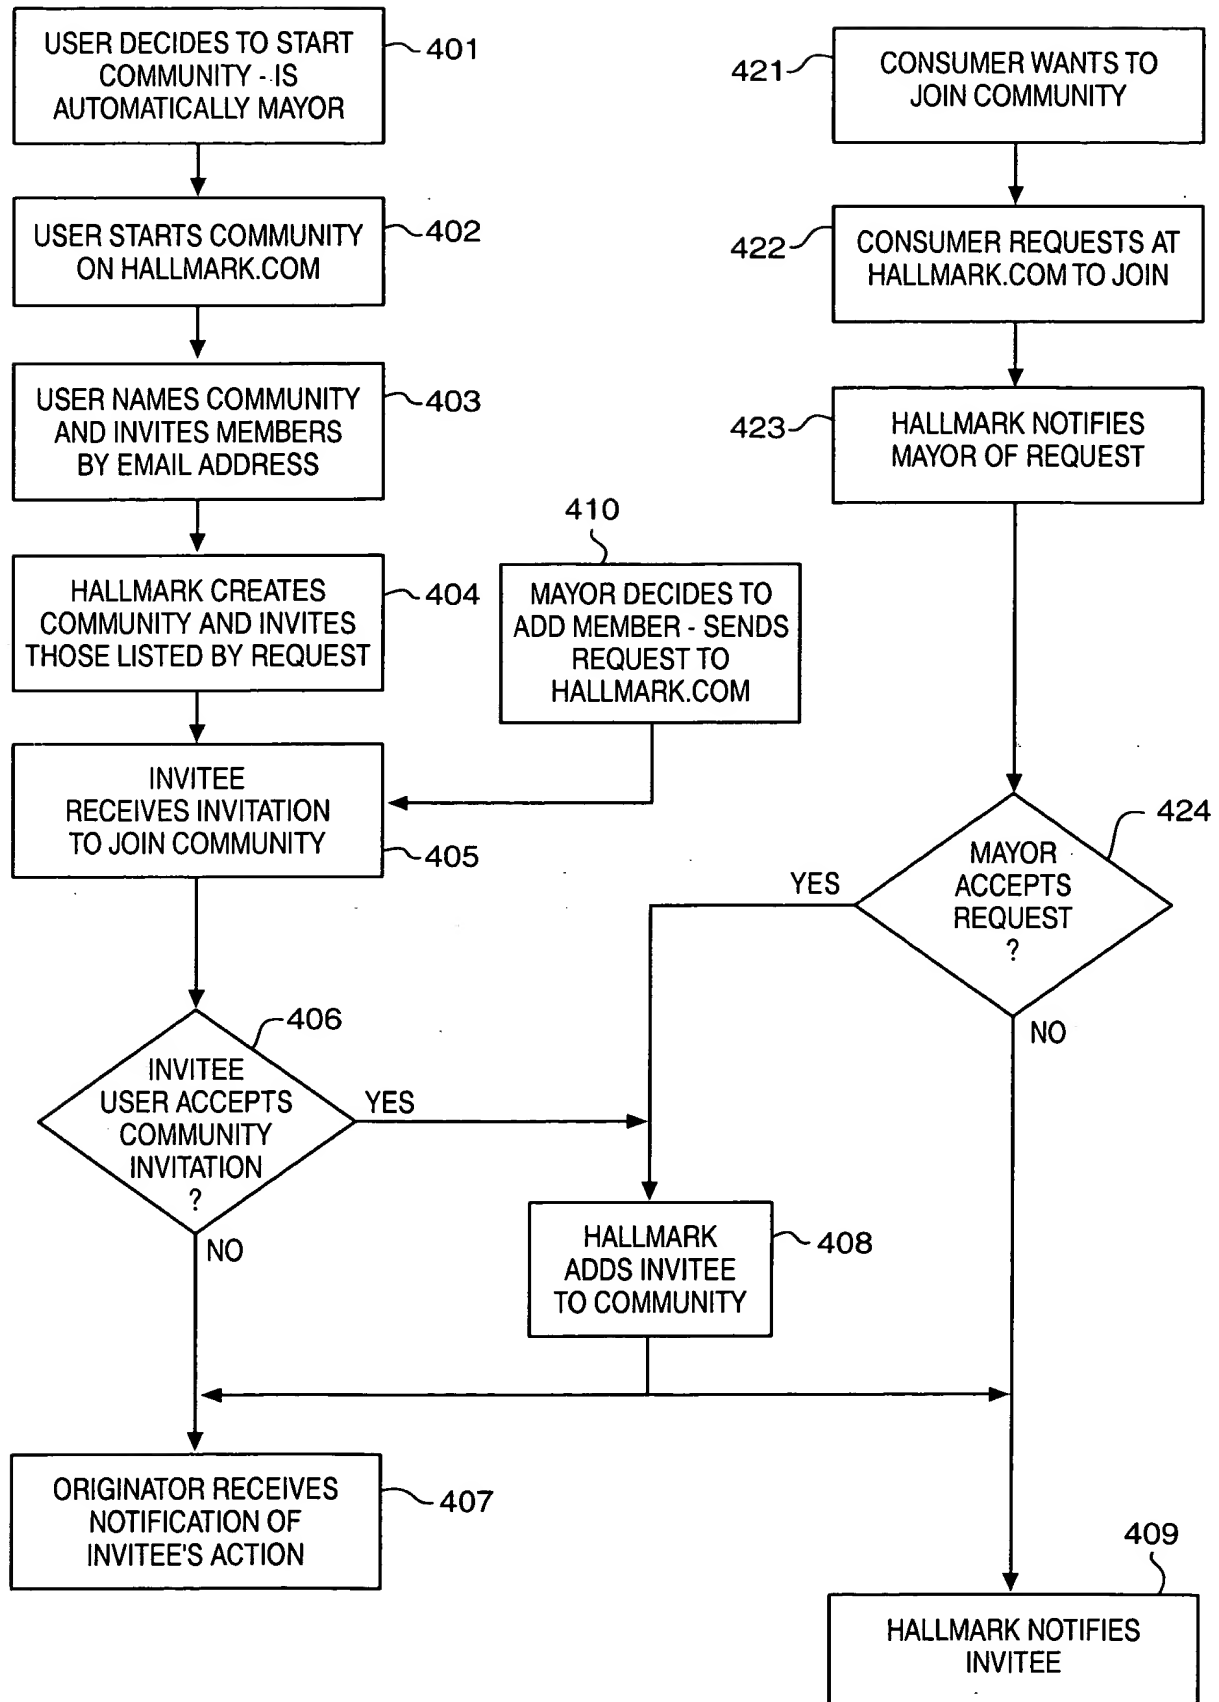 USER DECIDES TO START
COMMUNITY - IS
AUTOMATICALLY MAYOR
401
USER STARTS COMMUNITY
ON HALLMARK.COM
402
USER NAMES COMMUNITY
AND INVITES MEMBERS
BY EMAIL ADDRESS
403
HALLMARK CREATES
COMMUNITY AND INVITES
THOSE LISTED BY REQUEST
404
410
MAYOR DECIDES TO
ADD MEMBER - SENDS
REQUEST TO
HALLMARK.COM
INVITEE
RECEIVES INVITATION
TO JOIN COMMUNITY
405
406
INVITEE
USER ACCEPTS
COMMUNITY
INVITATION
?
YES
NO
HALLMARK
ADDS INVITEE
TO COMMUNITY
408
ORIGINATOR RECEIVES
NOTIFICATION OF
INVITEE'S ACTION
407
421
CONSUMER WANTS TO
JOIN COMMUNITY
422
CONSUMER REQUESTS AT
HALLMARK.COM TO JOIN
423
HALLMARK NOTIFIES
MAYOR OF REQUEST
424
MAYOR
ACCEPTS
REQUEST
?
YES
NO
409
HALLMARK NOTIFIES
INVITEE